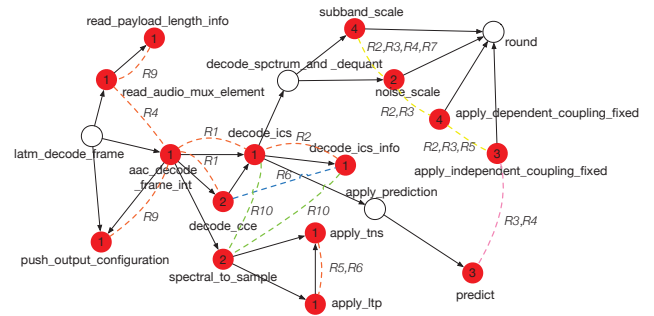 subband_scale
read_payload_length_info
4
1
round
R2,R3,R4,R7
decode_spctrum_and _dequant
R9
1
2
read_audio_mux_element
noise_scale
R4
R2,R3
4
apply_dependent_coupling_fixed
R1
decode_ics
R2
decode_ics_info
R2,R3,R5
latm_decode_frame
1
R1
1
1
3
aac_decode
_frame_int
R6
apply_independent_coupling_fixed
apply_prediction
2
R9
R10
R10
R3,R4
decode_cce
1
1
apply_tns
push_output_configuration
2
spectral_to_sample
R5,R6
3
predict
1
apply_ltp